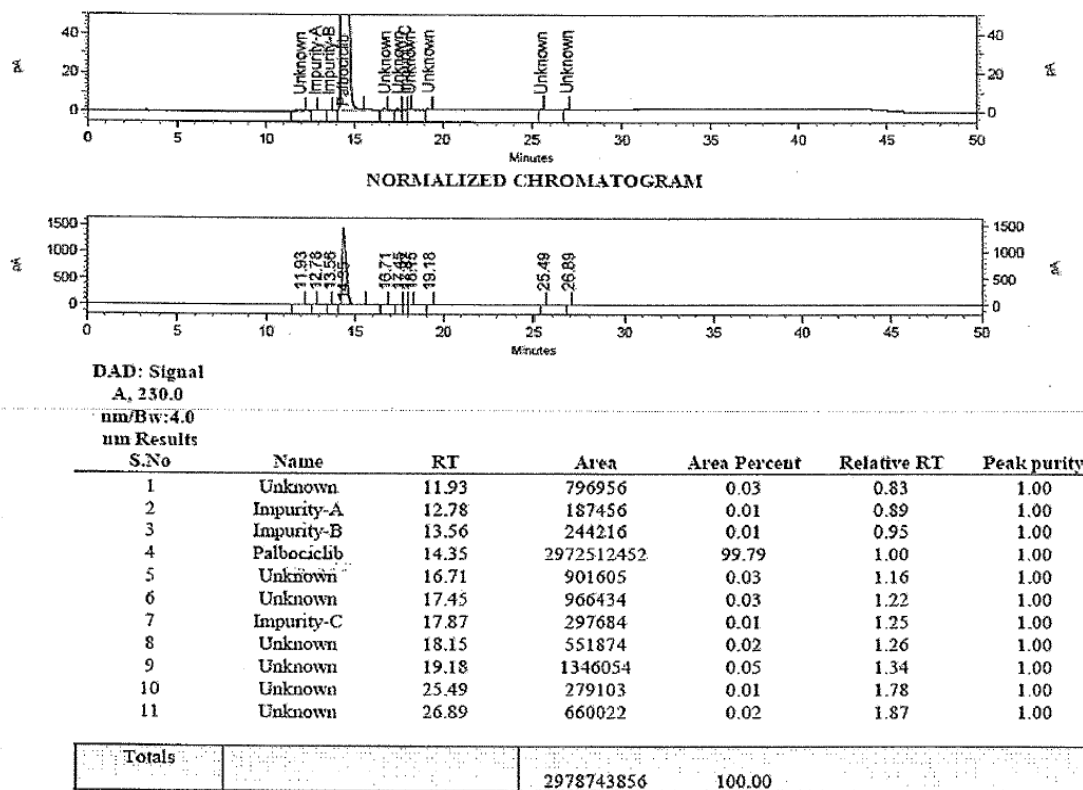 40 20 0 pA
Unknown Impurity-A Impurity-B Palbociclib Unknown Unknown Unknown Unknown Unknown
40 20 0 pA
0 5 10 15 20 25 30 35 40 45 50
Minutes
NORMALIZED CHROMATOGRAM
1500 1000 500 0 pA
11.93 12.78 13.56 16.71 17.45 19.18 25.49 26.89
1500 1000 500 0 pA
0 5 10 15 20 25 30 35 40 45 50
Minutes
DAD: Signal
A, 230.0
nm/Bw:4.0
nm Results
S.No Name RT Area Area Percent Relative RT Peak purity
1 Unknown 11.93 796956 0.03 0.83 1.00
2 Impurity-A 12.78 187456 0.01 0.89 1.00
3 Impurity-B 13.56 244216 0.01 0.95 1.00
4 Palbociclib 14.35 2972512452 99.79 1.00 1.00
5 Unknown 16.71 901605 0.03 1.16 1.00
6 Unknown 17.45 966434 0.03 1.22 1.00
7 Impurity-C 17.87 297684 0.01 1.25 1.00
8 Unknown 18.15 551874 0.02 1.26 1.00
9 Unknown 19.18 1346054 0.05 1.34 1.00
10 Unknown 25.49 279103 0.01 1.78 1.00
11 Unknown 26.89 660022 0.02 1.87 1.00
Totals 2978743856 100.00